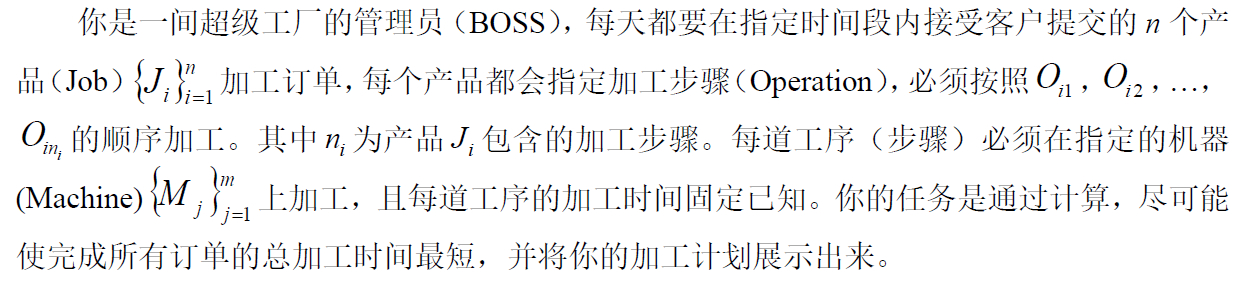 你是一间超级工厂的管理员（BOSS），每天都要在指定时间段内接受客户提交的 n 个产
品（Job）{J_i}_{i=1}^{n} 加工订单，每个产品都会指定加工步骤（Operation），必须按照 O_{i1}，O_{i2}，…，
O_{in_i} 的顺序加工。其中 n_i 为产品 J_i 包含的加工步骤。每道工序（步骤）必须在指定的机器
(Machine) {M_j}_{j=1}^{m} 上加工，且每道工序的加工时间固定已知。你的任务是通过计算，尽可能
使完成所有订单的总加工时间最短，并将你的加工计划展示出来。